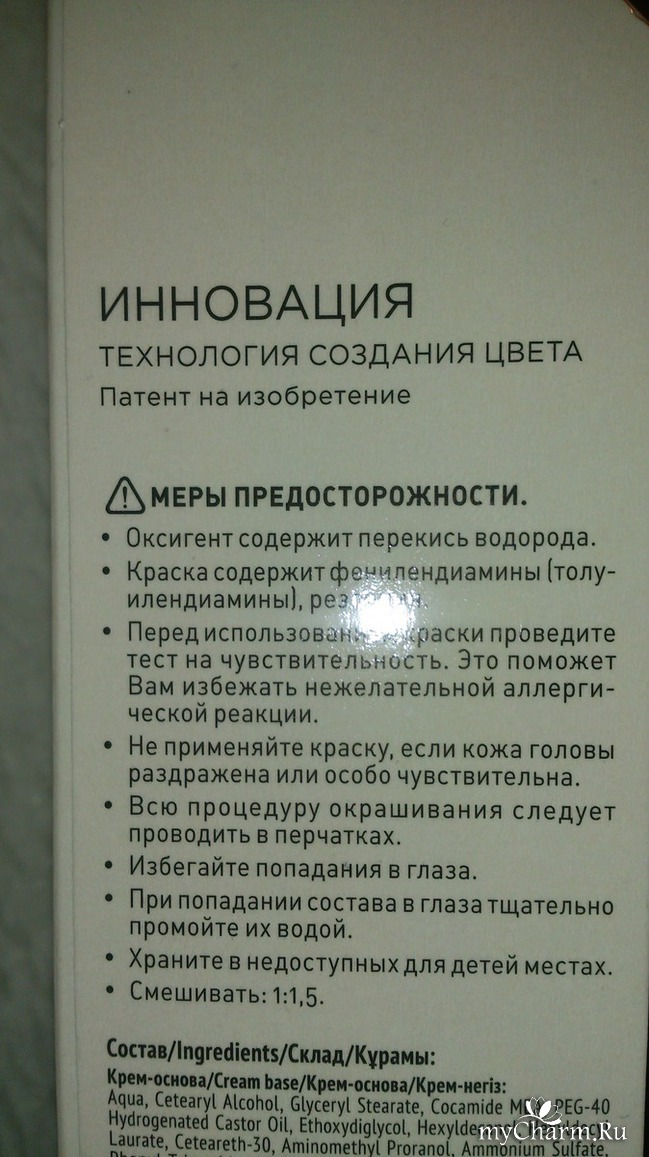 ИННОВАЦИЯ
ТЕХНОЛОГИЯ СОЗДАНИЯ ЦВЕТА
Патент на изобретение
МЕРЫ ПРЕДОСТОРОЖНОСТИ.
• Оксигент содержит перекись водорода.
• Краска содержит фенилендиамины (толу-
илендиамины),
• Перед использованием краски проведите
тест на чувствительность. Это поможет
Вам избежать нежелательной аллерги-
ческой реакции.
• Не применяйте краску, если кожа головы
раздражена или особо чувствительна.
• Всю процедуру окрашивания следует
проводить в перчатках.
• Избегайте попадания в глаза.
• При попадании состава в глаза тщательно
промойте их водой.
• Храните в недоступных для детей местах.
• Смешивать: 1:1,5.
Состав/Ingredients/Склад/Құрамы:
Крем-основа/Cream base/Крем-основа/Крем-негіз:
Aqua, Cetearyl Alcohol, Glyceryl Stearate, Cocamide PEG-40
Hydrogenated Castor Oil, Ethoxydiglycol,
Laurate, Ceteareth-30, Aminomethyl Proranol, Ammonium Sulfate,
myCharm.Ru